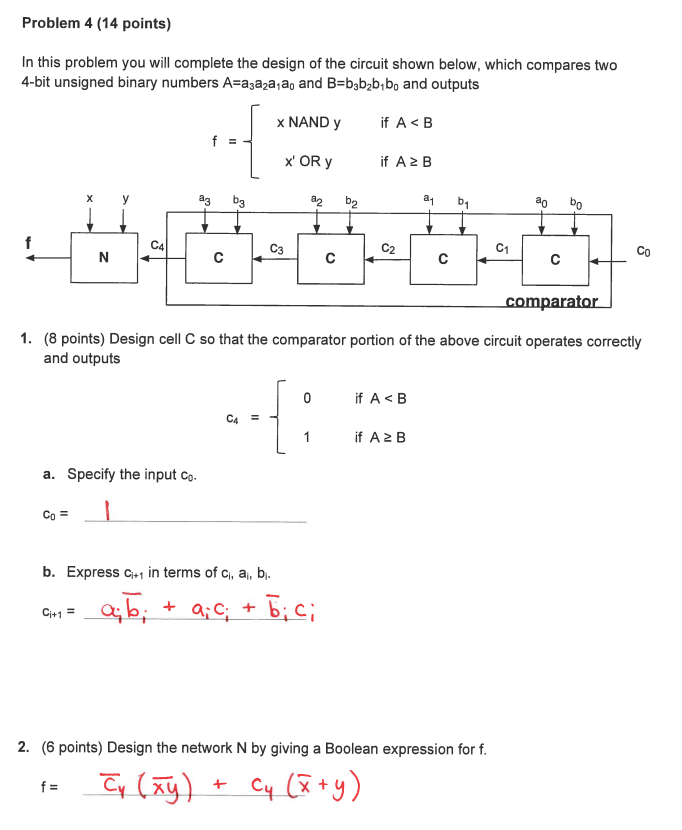 Problem 4 (14 points)
In this problem you will complete the design of the circuit shown below, which compares two
4-bit unsigned binary numbers A=a₃a₂a₁a₀ and B=b₃b₂b₁b₀ and outputs
x NAND y if A < B
f =
x' OR y if A ≥ B
x y a₃ b₃ a₂ b₂ a₁ b₁ a₀ b₀
f N C₄ C C₃ C C₂ C C₁ C C₀
comparator
1. (8 points) Design cell C so that the comparator portion of the above circuit operates correctly
and outputs
0 if A < B
C₄ =
1 if A ≥ B
a. Specify the input c₀.
c₀ = 1
b. Express cᵢ₊₁ in terms of cᵢ, aᵢ, bᵢ.
cᵢ₊₁ = aᵢb̅ᵢ + aᵢcᵢ + b̅ᵢcᵢ
2. (6 points) Design the network N by giving a Boolean expression for f.
f = c̅₄ (x̅y̅) + c₄ (x̅ + y)